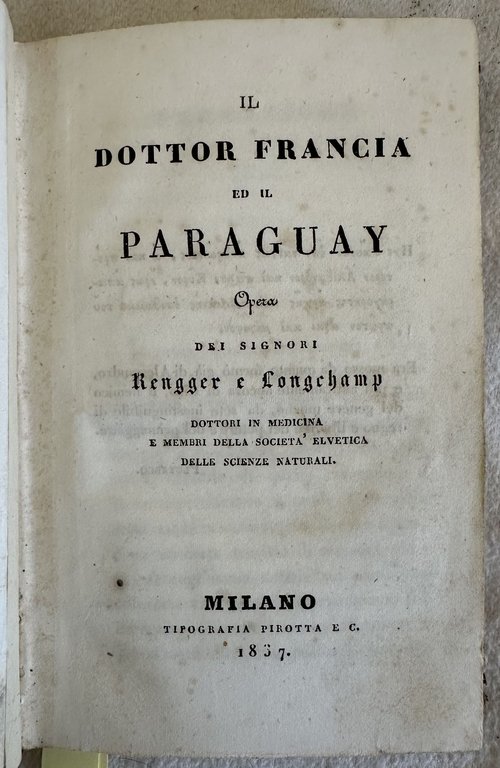 IL
DOTTOR FRANCIA
ED IL
PARAGUAY
Opera
DEI SIGNORI
Rengger e Longchamp
DOTTORI IN MEDICINA
E MEMBRI DELLA SOCIETA' ELVETICA
DELLE SCIENZE NATURALI.
MILANO
TIPOGRAFIA PIROTTA E C.
1837.